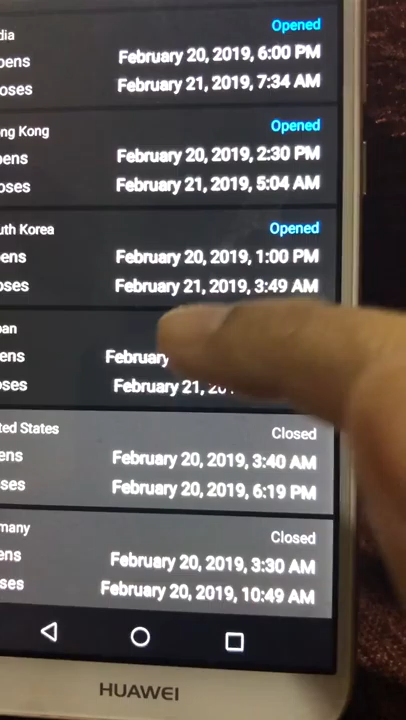 dia
Opened
ens February 20, 2019, 6:00 PM
oses February 21, 2019, 7:34 AM
ng Kong
Opened
ens February 20, 2019, 2:30 PM
oses February 21, 2019, 5:04 AM
uth Korea
Opened
ens February 20, 2019, 1:00 PM
oses February 21, 2019, 3:49 AM
pan
ens February
oses February 21, 20
ted States
Closed
ens February 20, 2019, 3:40 AM
ses February 20, 2019, 6:19 PM
many
Closed
ens February 20, 2019, 3:30 AM
ses February 20, 2019, 10:49 AM
HUAWEI